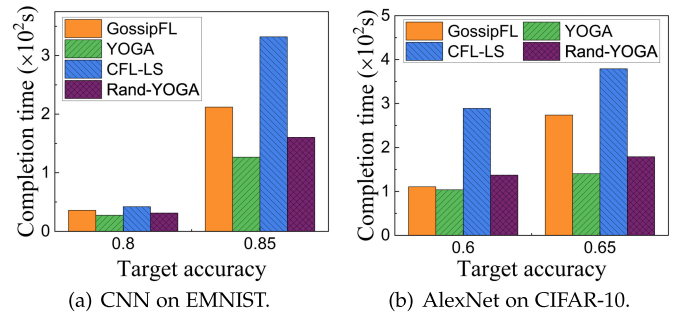 Completion time (×10²s)
3
2
1
0
GossipFL
YOGA
CFL-LS
Rand-YOGA
0.8 0.85
Target accuracy
(a) CNN on EMNIST.
Completion time (×10²s)
5
4
3
2
1
0
GossipFL YOGA
CFL-LS Rand-YOGA
0.6 0.65
Target accuracy
(b) AlexNet on CIFAR-10.